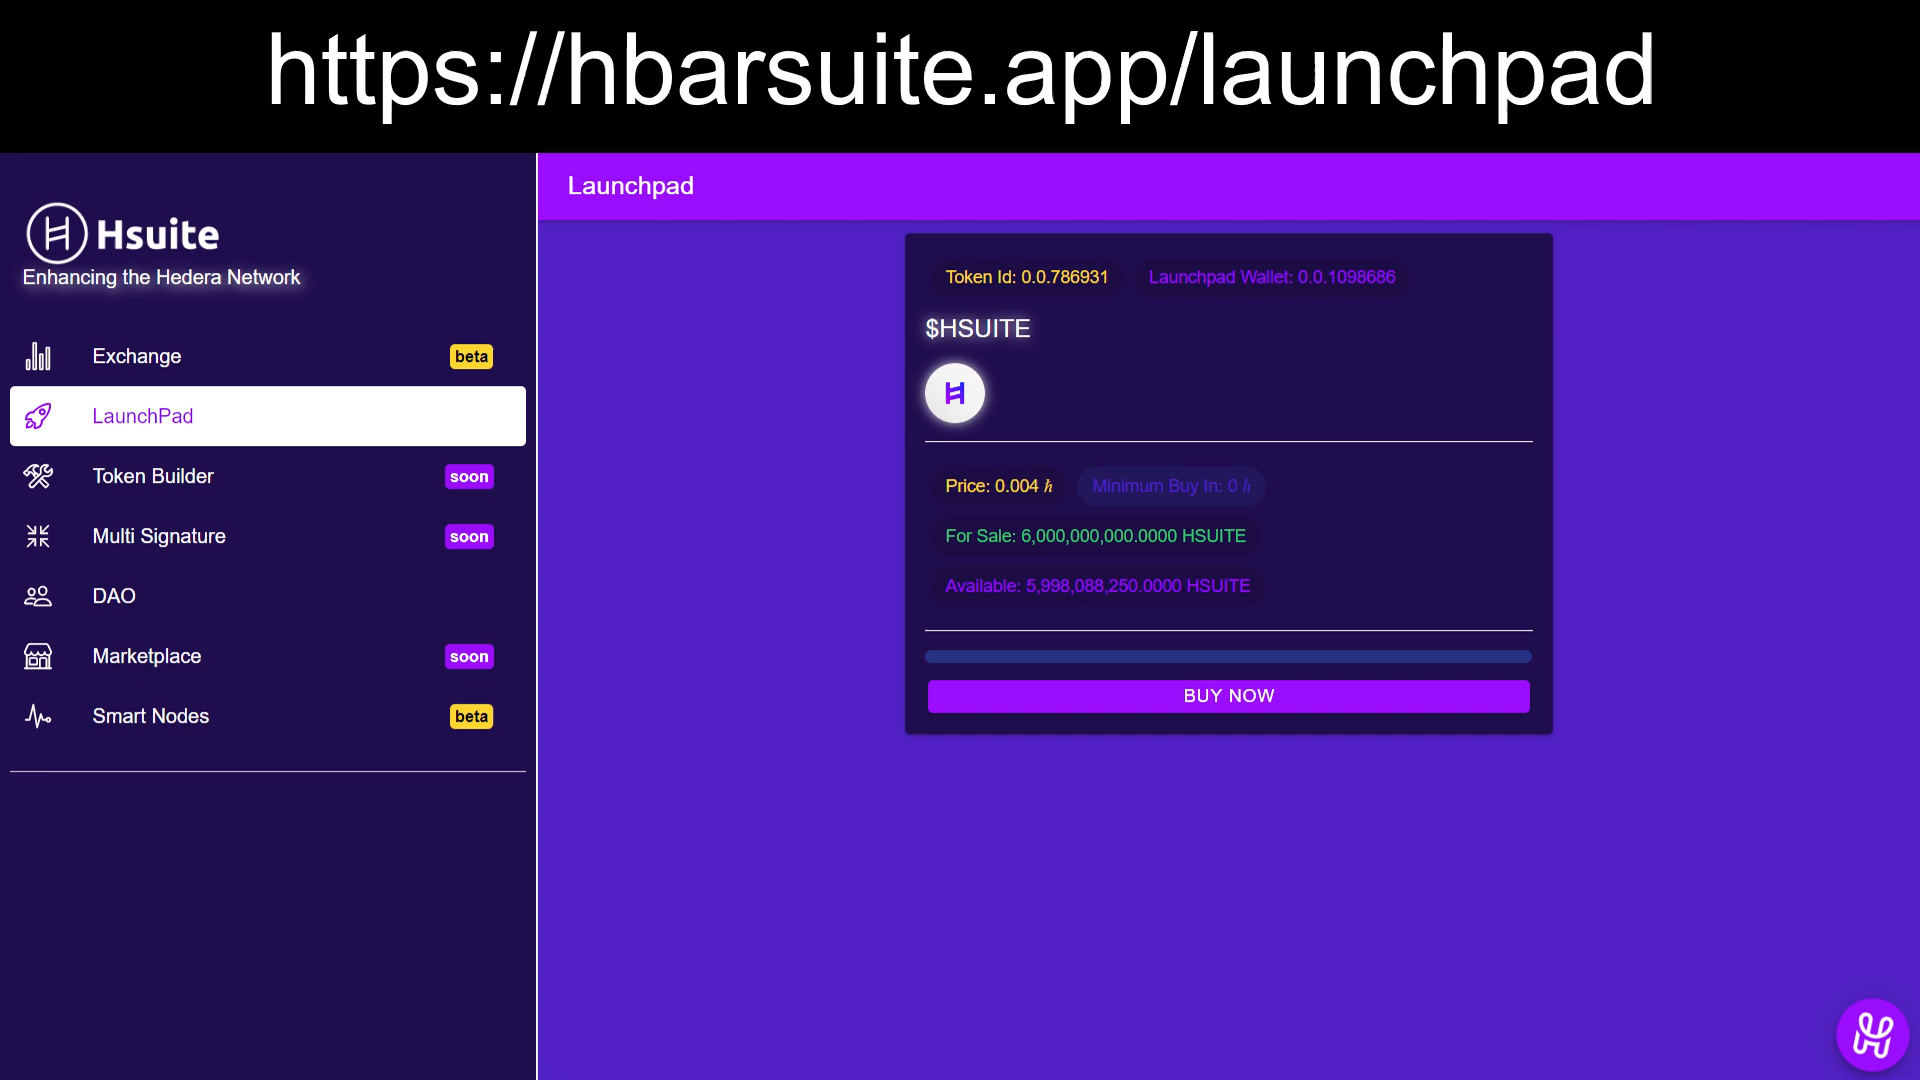 https://hbarsuite.app/launchpad
Hsuite
Enhancing the Hedera Network
Exchange beta
LaunchPad
Token Builder soon
Multi Signature soon
DAO
Marketplace soon
Smart Nodes beta
Launchpad
Token Id: 0.0.786931 Launchpad Wallet: 0.0.1098686
$HSUITE
Price: 0.004 ℏ Minimum Buy In: 0 ℏ
For Sale: 6,000,000,000.0000 HSUITE
Available: 5,998,088,250.0000 HSUITE
BUY NOW